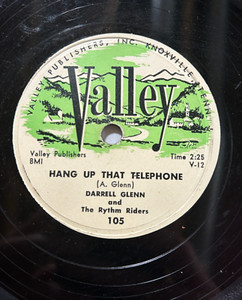 VALLEY PUBLISHERS, INC. KNOXVILLE, TENN.
Valley
Valley Publishers
BMI
Time 2:25
V-12
HANG UP THAT TELEPHONE
(A. Glenn)
DARRELL GLENN
and
The Rythm Riders
105